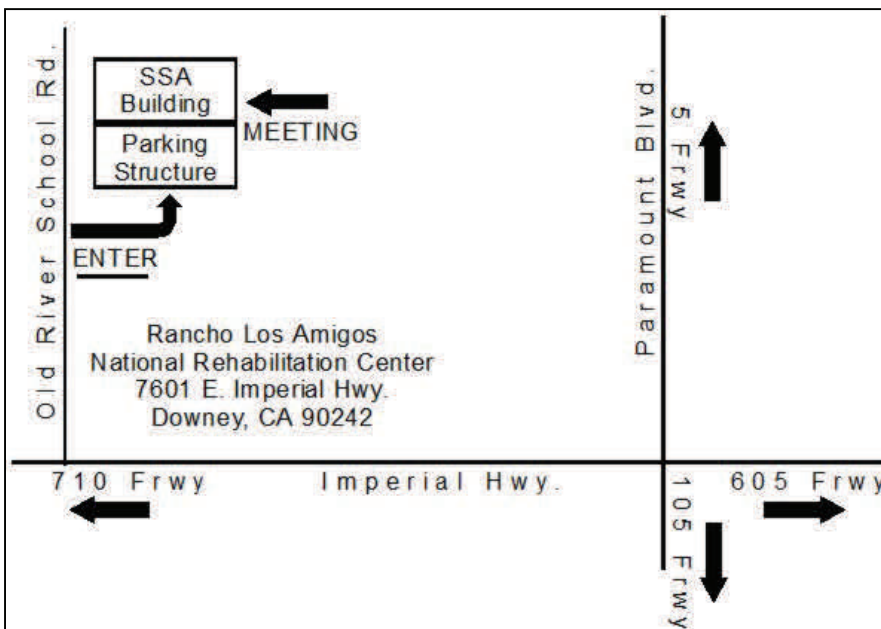 Old River School Rd.
SSA
Building
MEETING
Parking
Structure
ENTER
Rancho Los Amigos
National Rehabilitation Center
7601 E. Imperial Hwy.
Downey, CA 90242
Paramount Blvd.
5 Frwy
710 Frwy
Imperial Hwy.
105 Frwy
605 Frwy